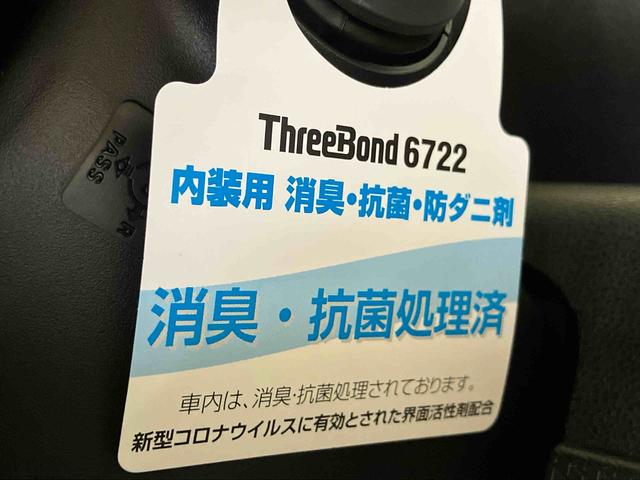 ThreeBond 6722
内装用 消臭・抗菌・防ダニ剤
消臭・抗菌処理済
車内は、消臭・抗菌処理されております。
新型コロナウイルスに有効とされた界面活性剤配合
PASS
R